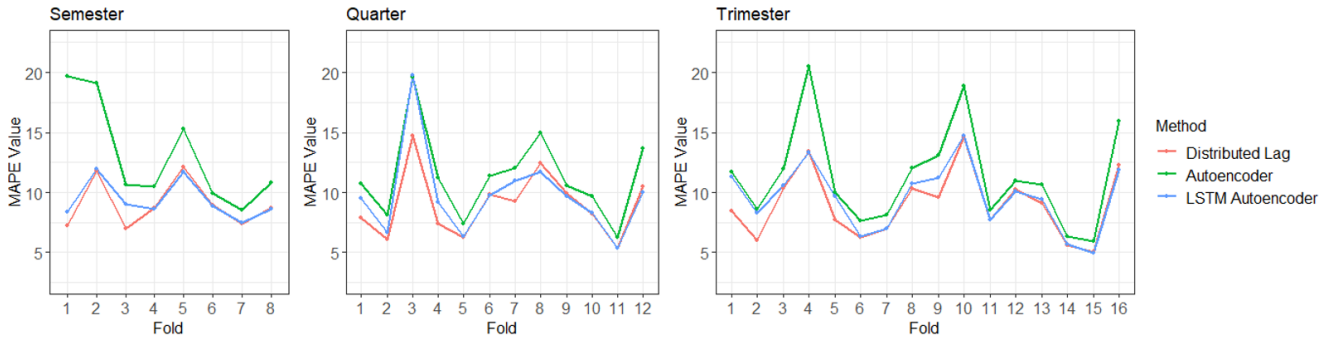 Semester
Quarter
Trimester
MAPE Value
20
15
10
5
1 2 3 4 5 6 7 8
Fold
MAPE Value
20
15
10
5
1 2 3 4 5 6 7 8 9 10 11 12
Fold
MAPE Value
20
15
10
5
1 2 3 4 5 6 7 8 9 10 11 12 13 14 15 16
Fold
Method
Distributed Lag
Autoencoder
LSTM Autoencoder